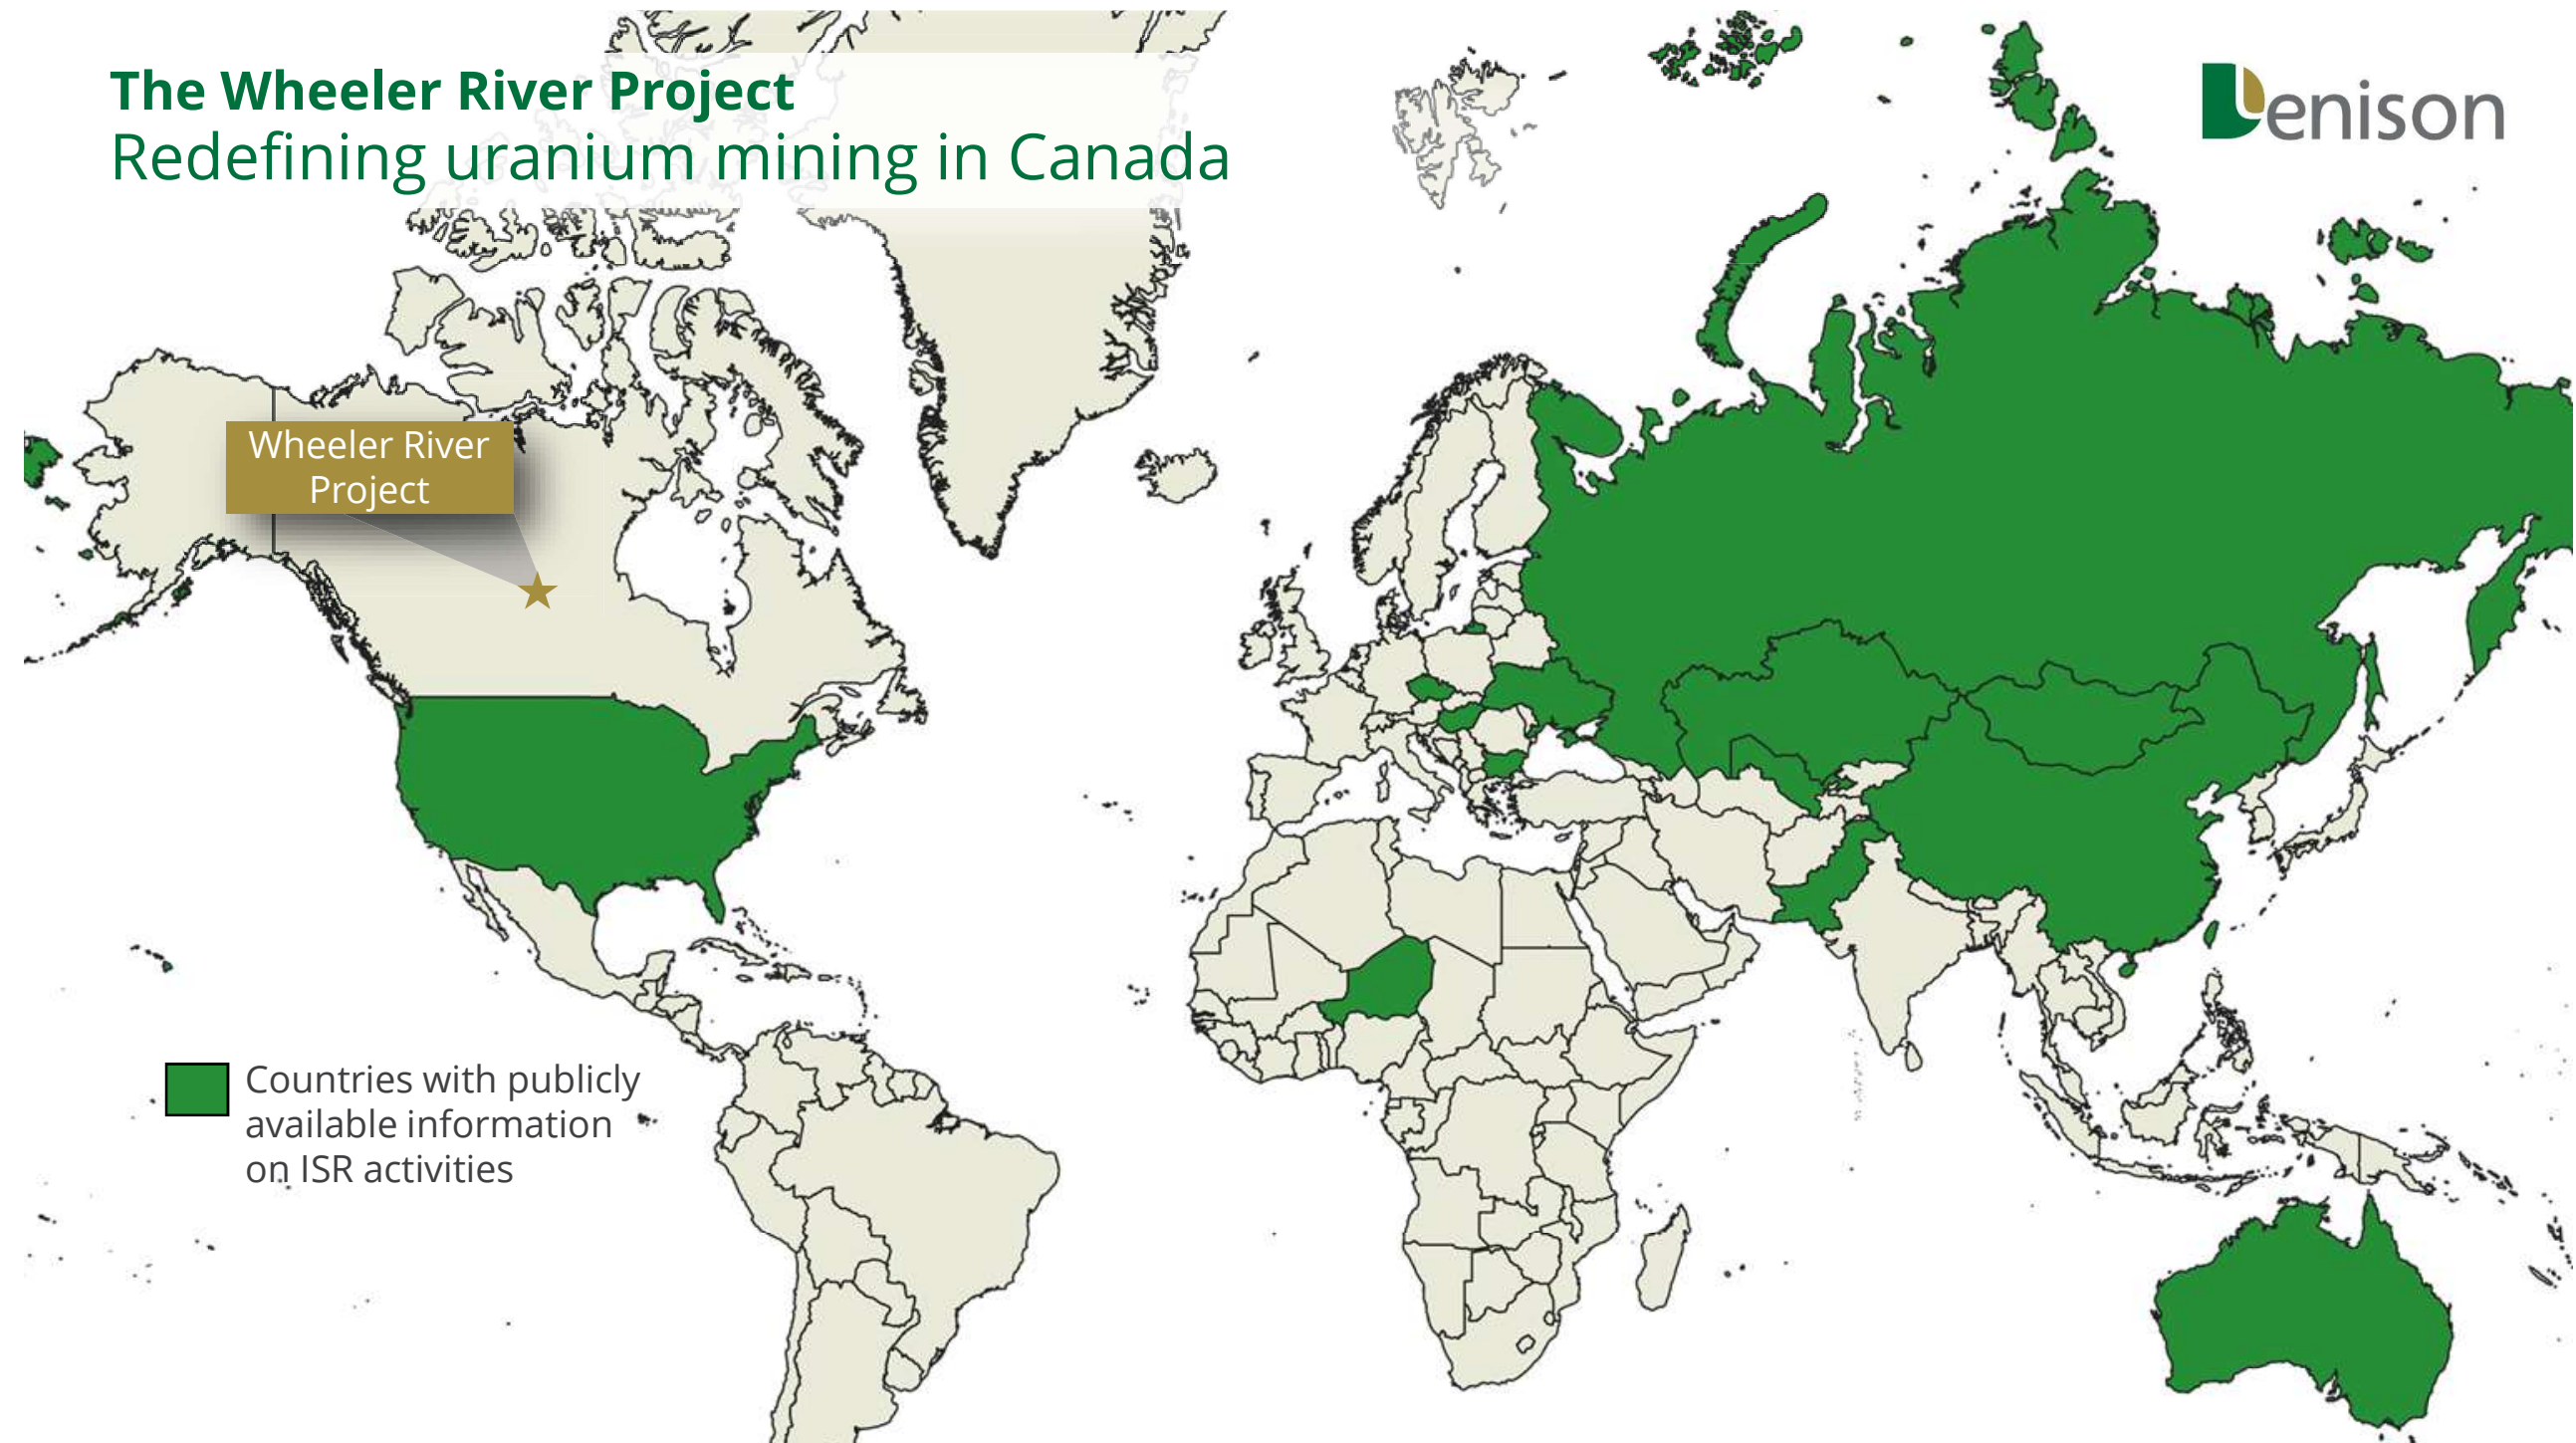 The Wheeler River Project
Redefining uranium mining in Canada
Denison
Wheeler River
Project
Countries with publicly
available information
on ISR activities